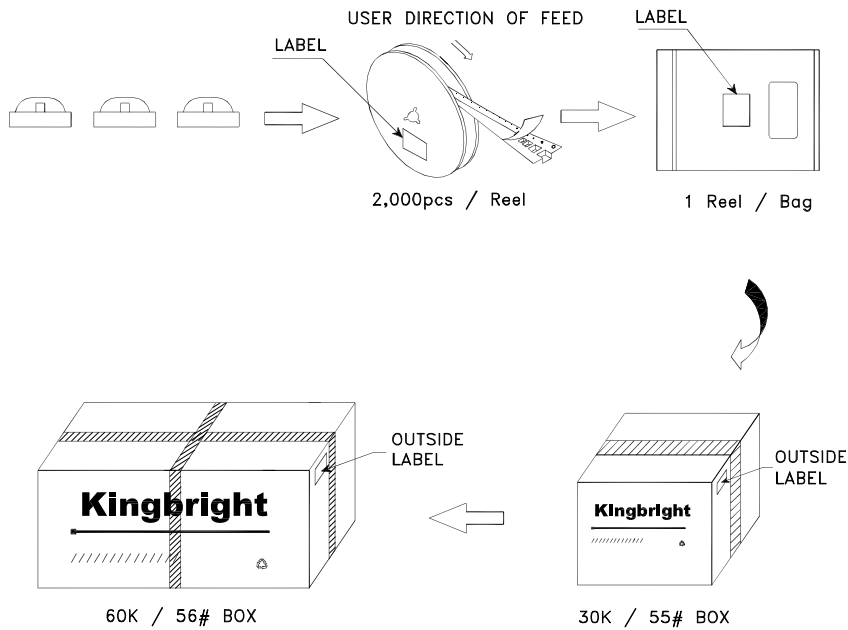 USER DIRECTION OF FEED
LABEL
LABEL
2,000pcs / Reel
1 Reel / Bag
OUTSIDE
LABEL
OUTSIDE
LABEL
Kingbright
KIngbright
60K / 56# BOX
30K / 55# BOX